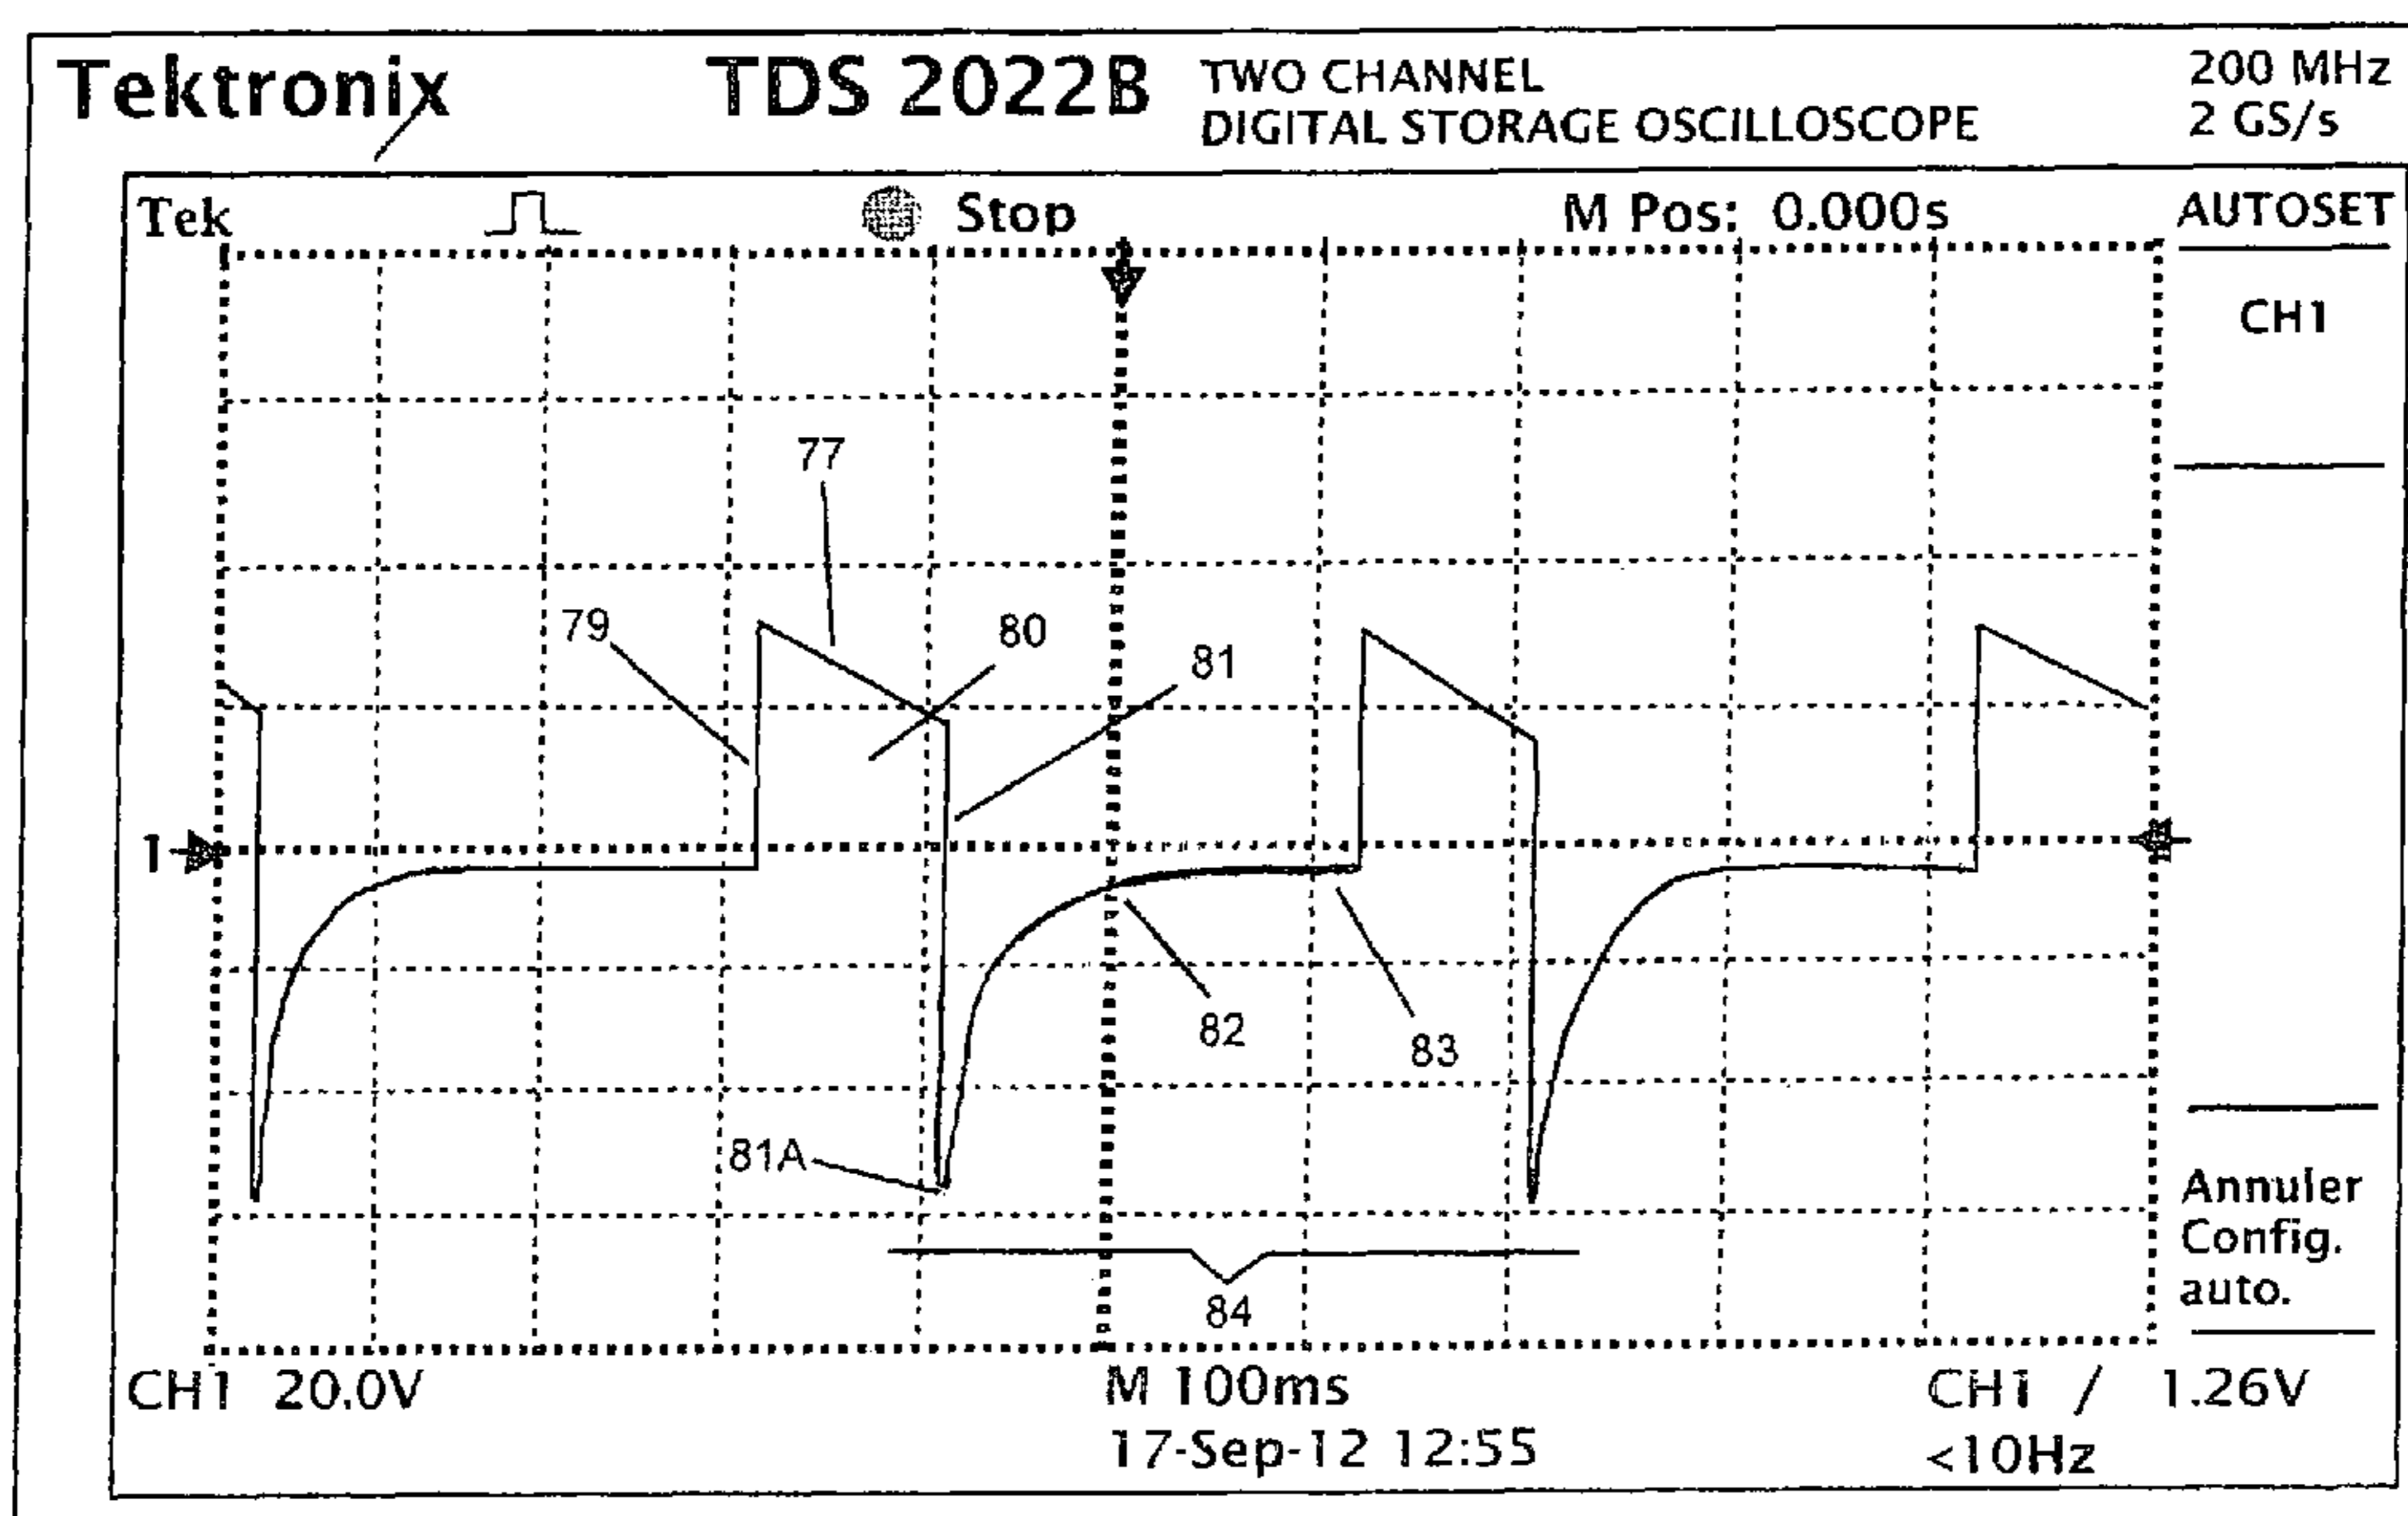 Tektronix TDS 2022B TWO CHANNEL DIGITAL STORAGE OSCILLOSCOPE 200 MHz 2 GS/s
Tek Stop M Pos: 0.000s AUTOSET
CH1
77
79
80
81
1
82
83
81A
84
Annuler
Config.
auto.
CH1 20.0V M 100ms CH1 / 1.26V
17-Sep-12 12:55 <10Hz